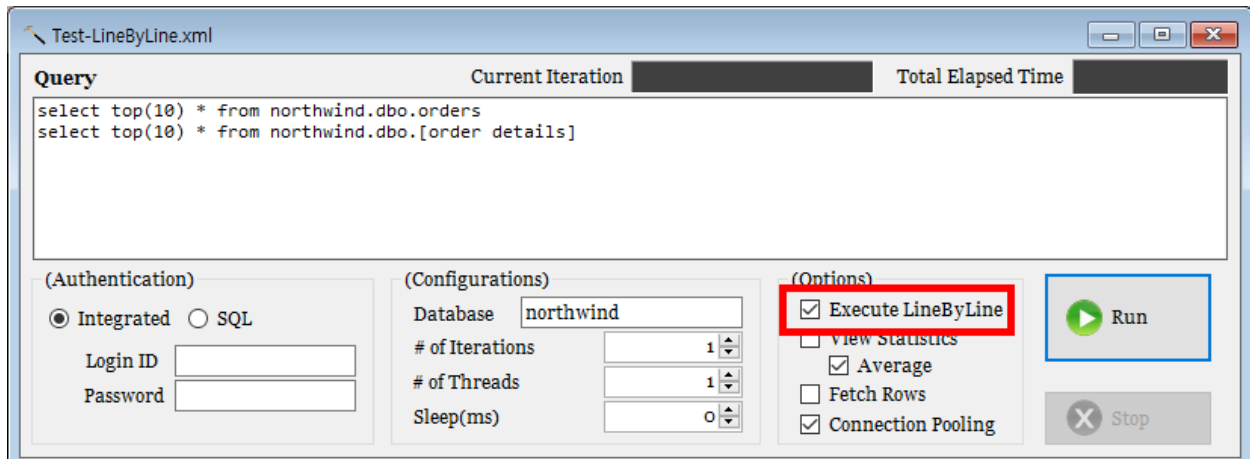 Test-LineByLine.xml
Query Current Iteration Total Elapsed Time
select top(10) * from northwind.dbo.orders
select top(10) * from northwind.dbo.[order details]
(Authentication)
Integrated SQL
Login ID
Password
(Configurations)
Database northwind
# of Iterations 1
# of Threads 1
Sleep(ms) 0
(Options)
Execute LineByLine
View Statistics
Average
Fetch Rows
Connection Pooling
Run
Stop